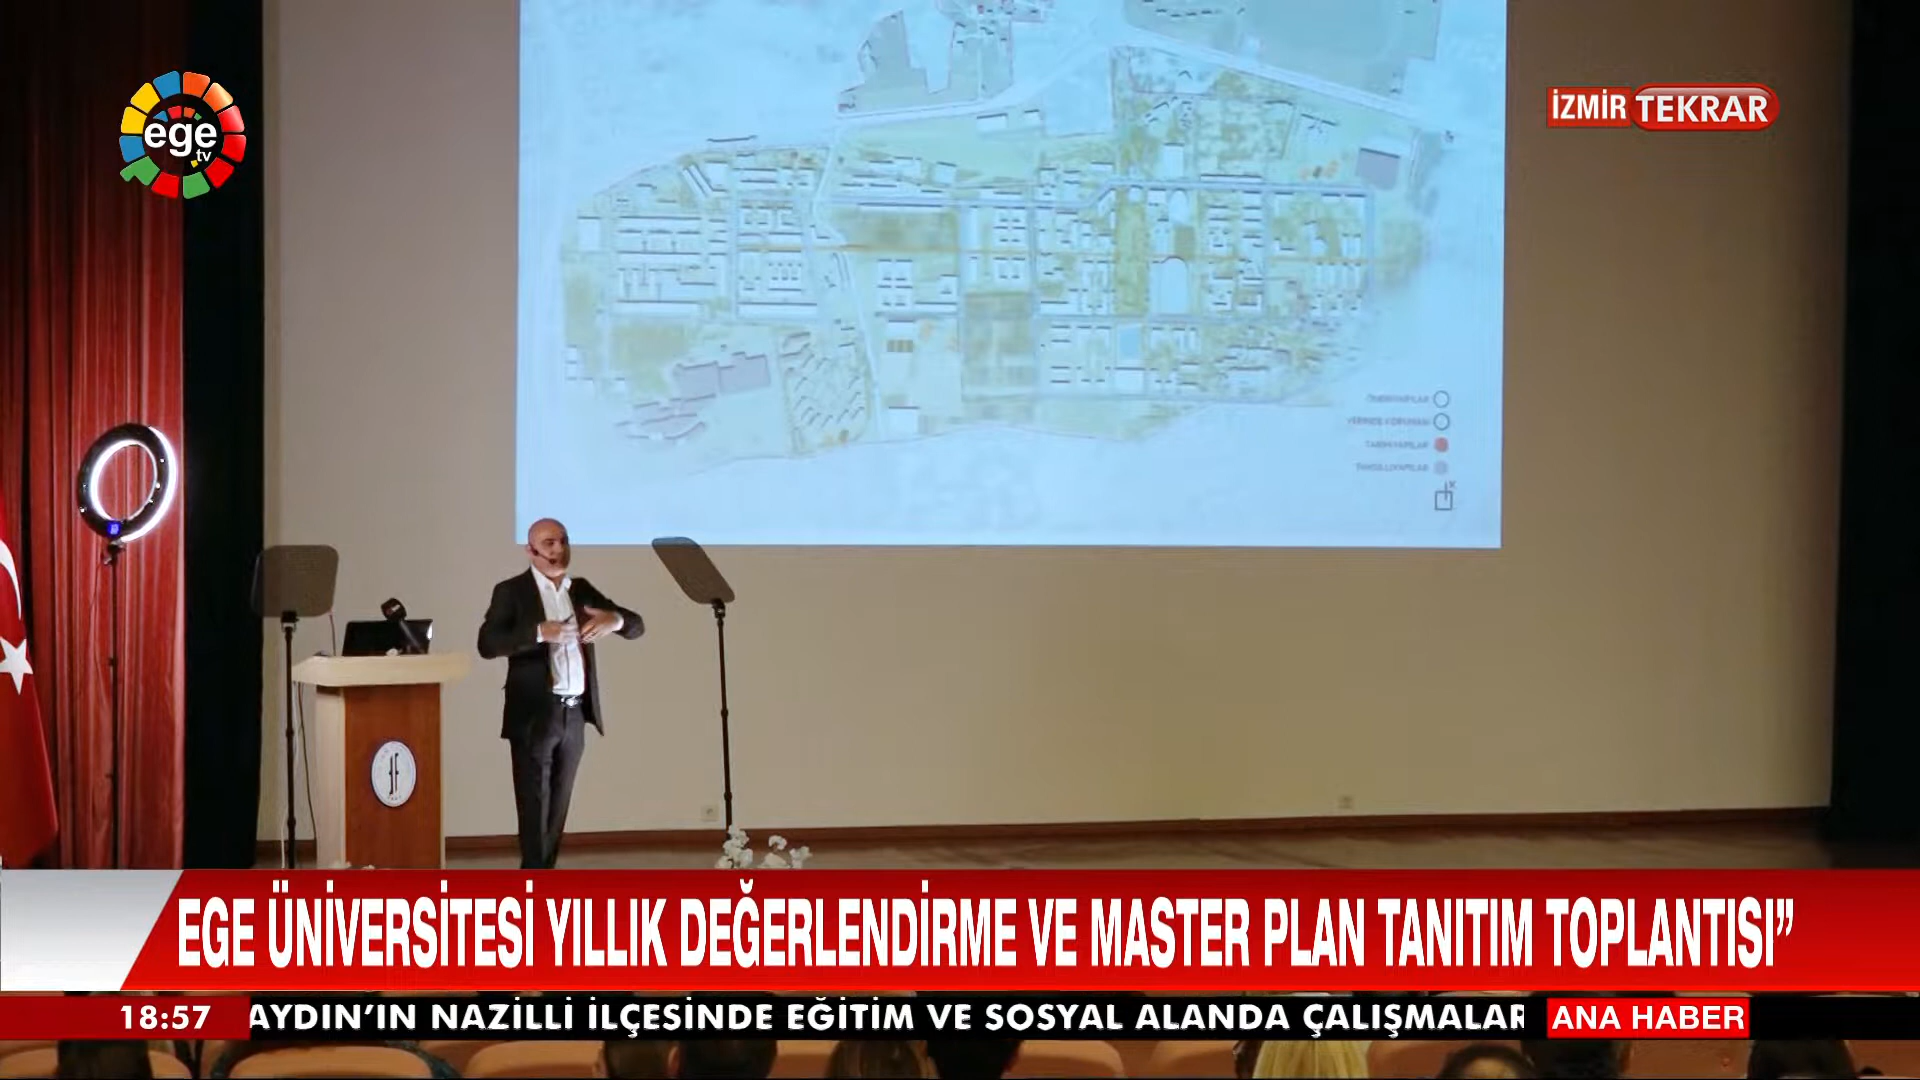 ege
tv
İZMİR TEKRAR
EGE ÜNİVERSİTESİ YILLIK DEĞERLENDİRME VE MASTER PLAN TANITIM TOPLANTISI”
18:57 AYDIN’IN NAZİLLİ İLÇESİNDE EĞİTİM VE SOSYAL ALANDA ÇALIŞMALAR ANA HABER